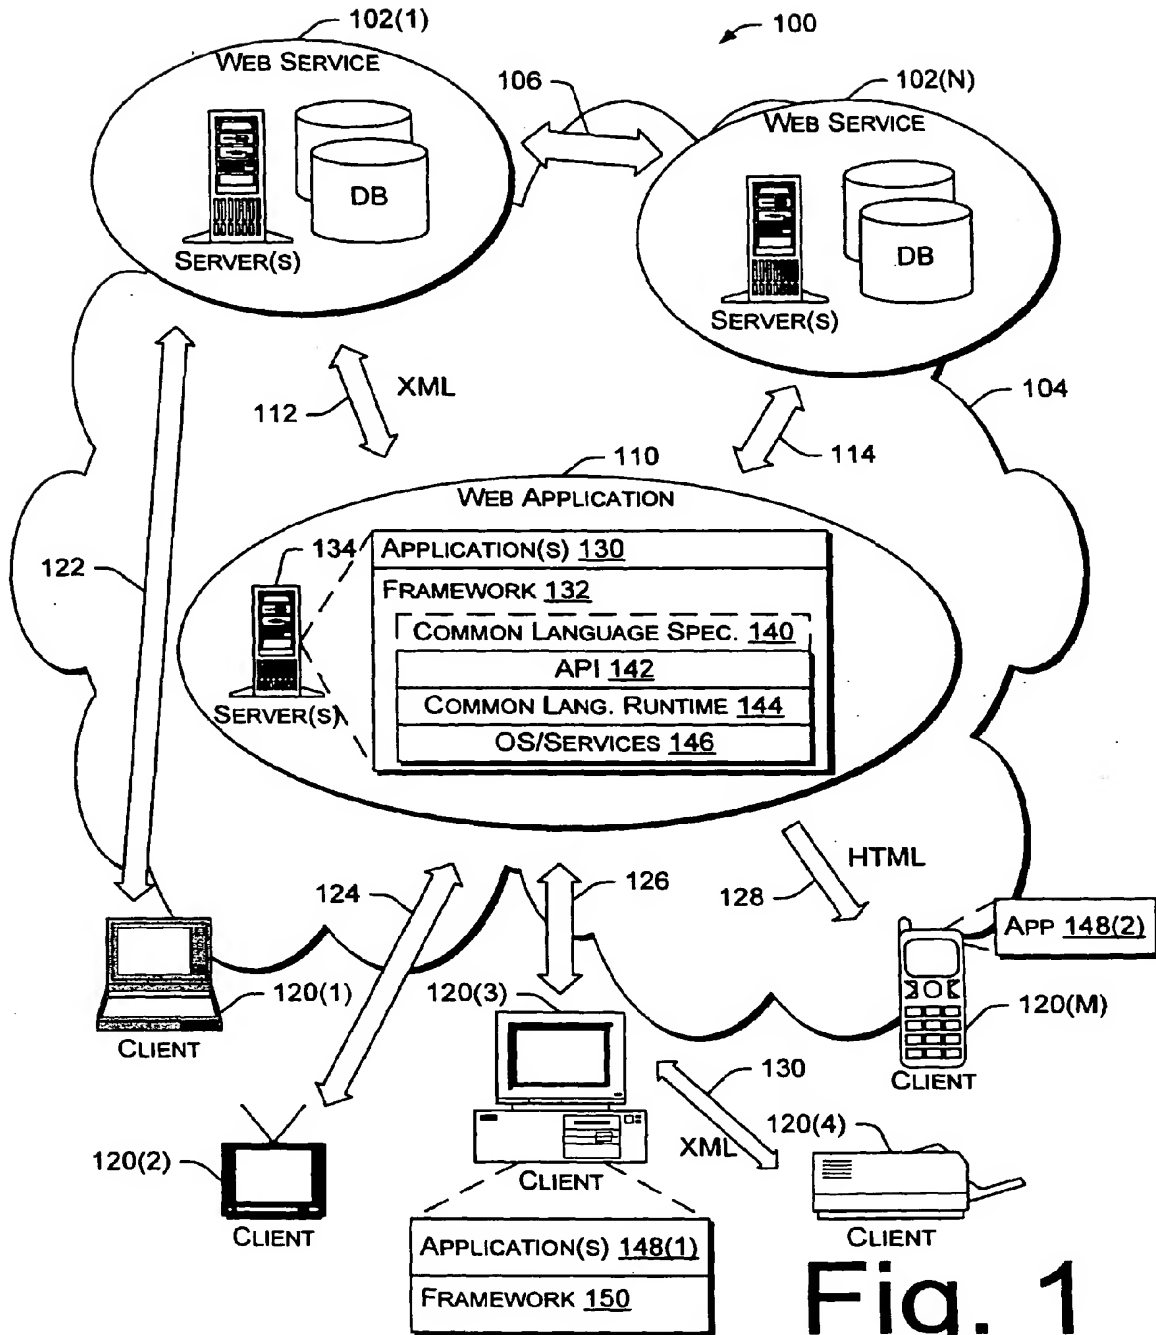 102(1)
100
WEB SERVICE
106
102(N)
WEB SERVICE
DB
SERVER(S)
DB
SERVER(S)
XML
112
104
114
110
WEB APPLICATION
134
APPLICATION(S) 130
122
FRAMEWORK 132
COMMON LANGUAGE SPEC. 140
API 142
COMMON LANG. RUNTIME 144
SERVER(S)
OS/SERVICES 146
HTML
124
126
128
APP 148(2)
120(1)
120(3)
120(M)
CLIENT
130
CLIENT
120(4)
XML
120(2)
CLIENT
CLIENT
CLIENT
APPLICATION(S) 148(1)
FRAMEWORK 150
Fig. 1